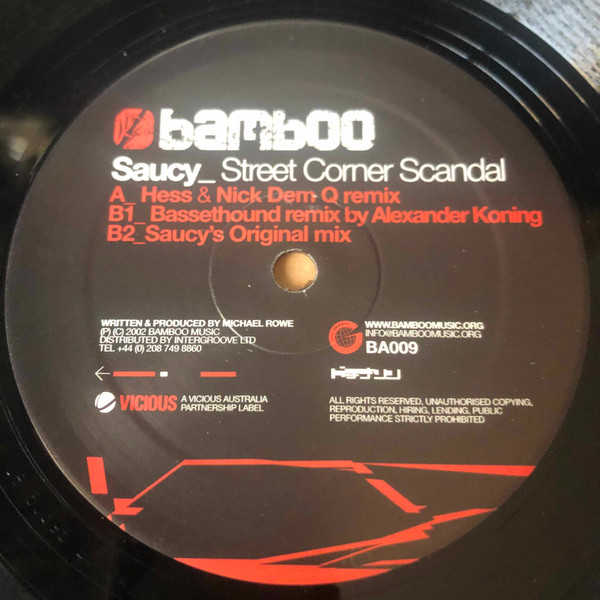 bamboo
Saucy_ Street Corner Scandal
A_ Hess & Nick Dem-Q remix
B1_ Bassethound remix by Alexander Koning
B2_Saucy's Original mix
WRITTEN & PRODUCED BY MICHAEL ROWE
(P) (C) 2002 BAMBOO MUSIC
DISTRIBUTED BY INTERGROOVE LTD
TEL +44 (0) 208 749 8860
WWW.BAMBOOMUSIC.ORG
INFO@BAMBOOMUSIC.ORG
BA009
VICIOUS
A VICIOUS AUSTRALIA
PARTNERSHIP LABEL
ALL RIGHTS RESERVED, UNAUTHORISED COPYING,
REPRODUCTION, HIRING, LENDING, PUBLIC
PERFORMANCE STRICTLY PROHIBITED